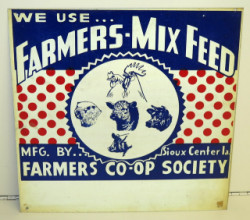 WE USE...
FARMERS-MIX FEED
MFG. BY.. Sioux Center Ia.
FARMERS CO-OP SOCIETY